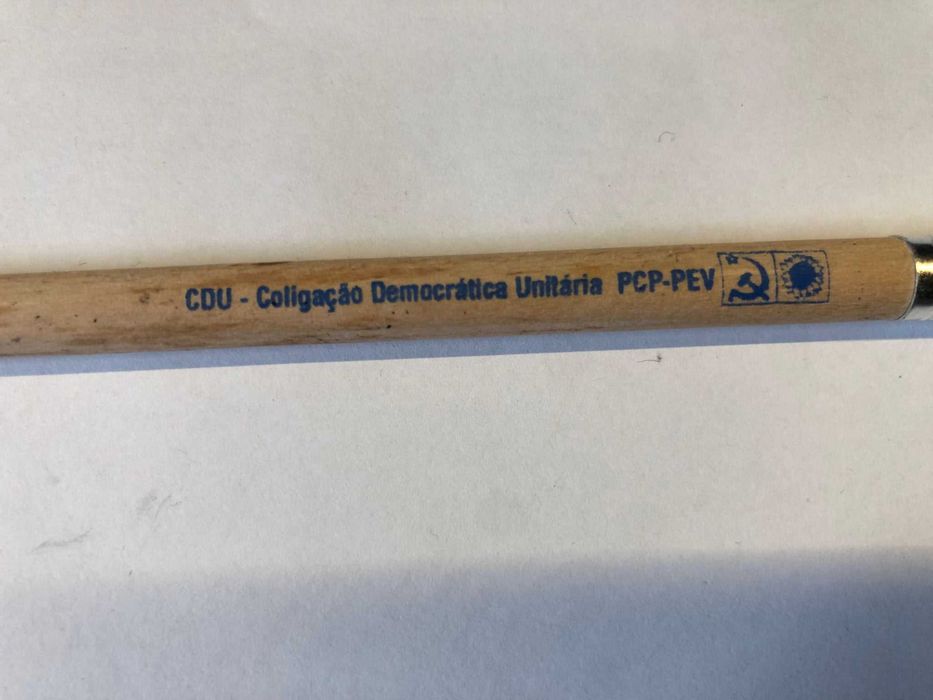 CDU - Coligação Democrática Unitária PCP-PEV